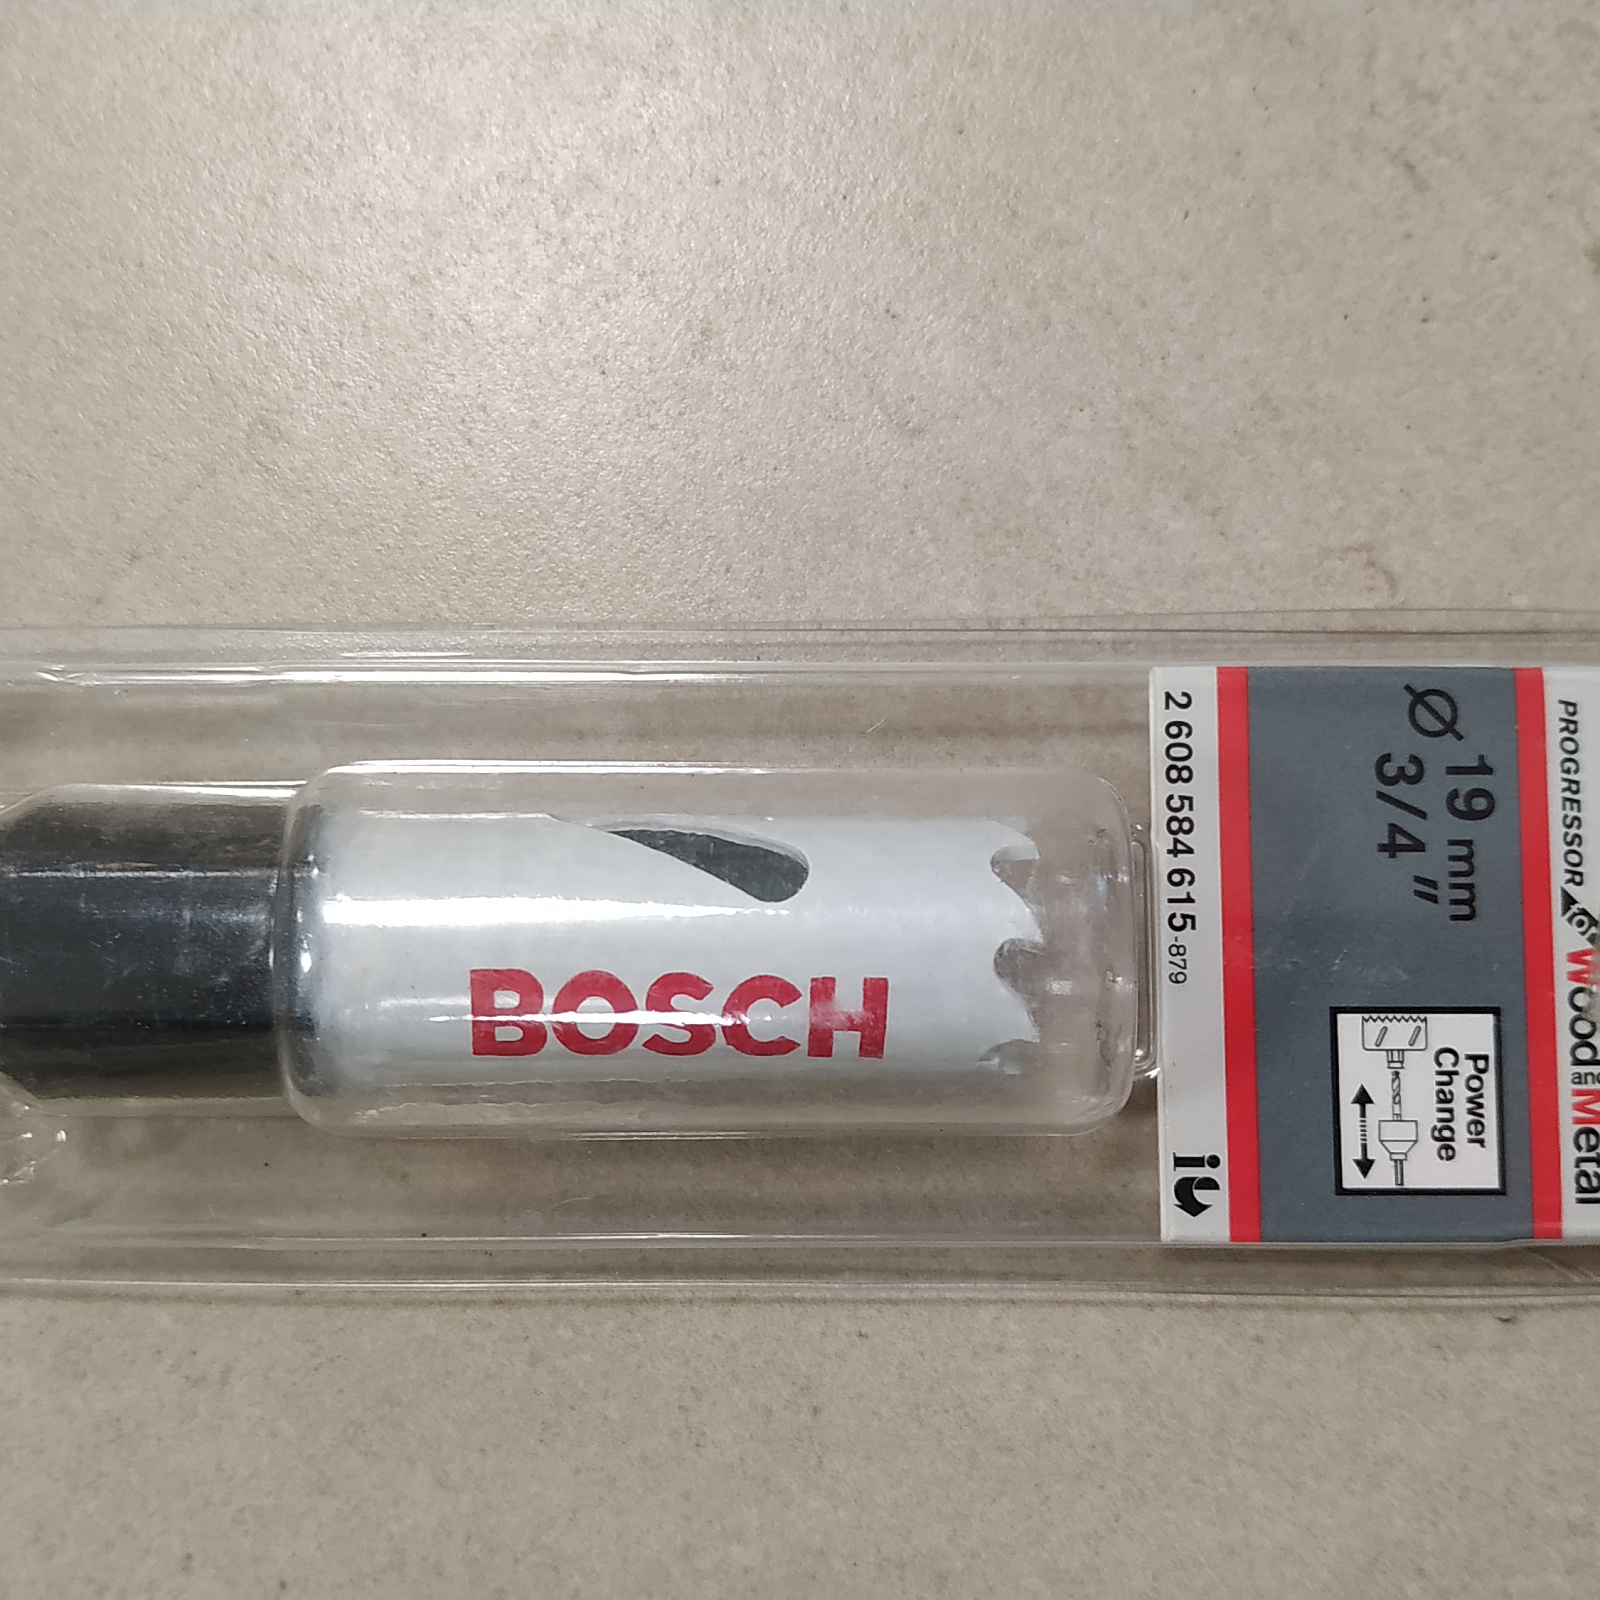 BOSCH
PROGRESSOR
Wood and Metal
Ø 19 mm
3/4"
Power
Change
2 608 584 615-879